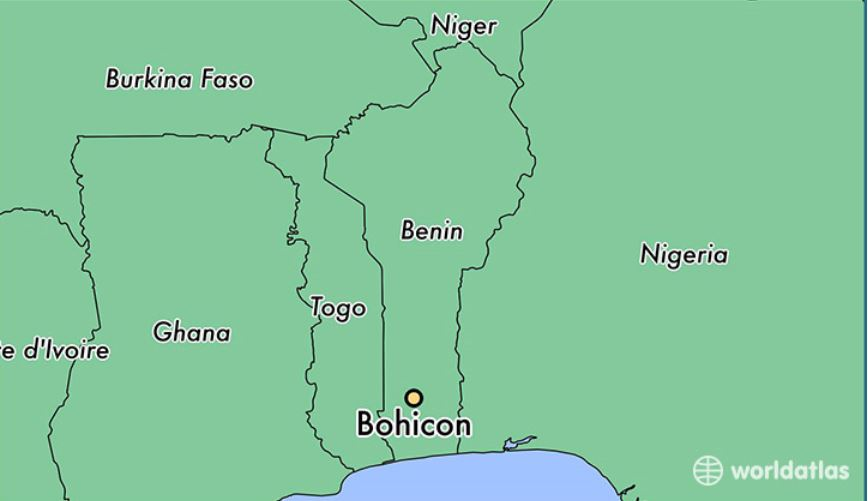 Niger
Burkina Faso
Benin
Nigeria
Togo
Ghana
e d'Ivoire
Bohicon
worldatlas